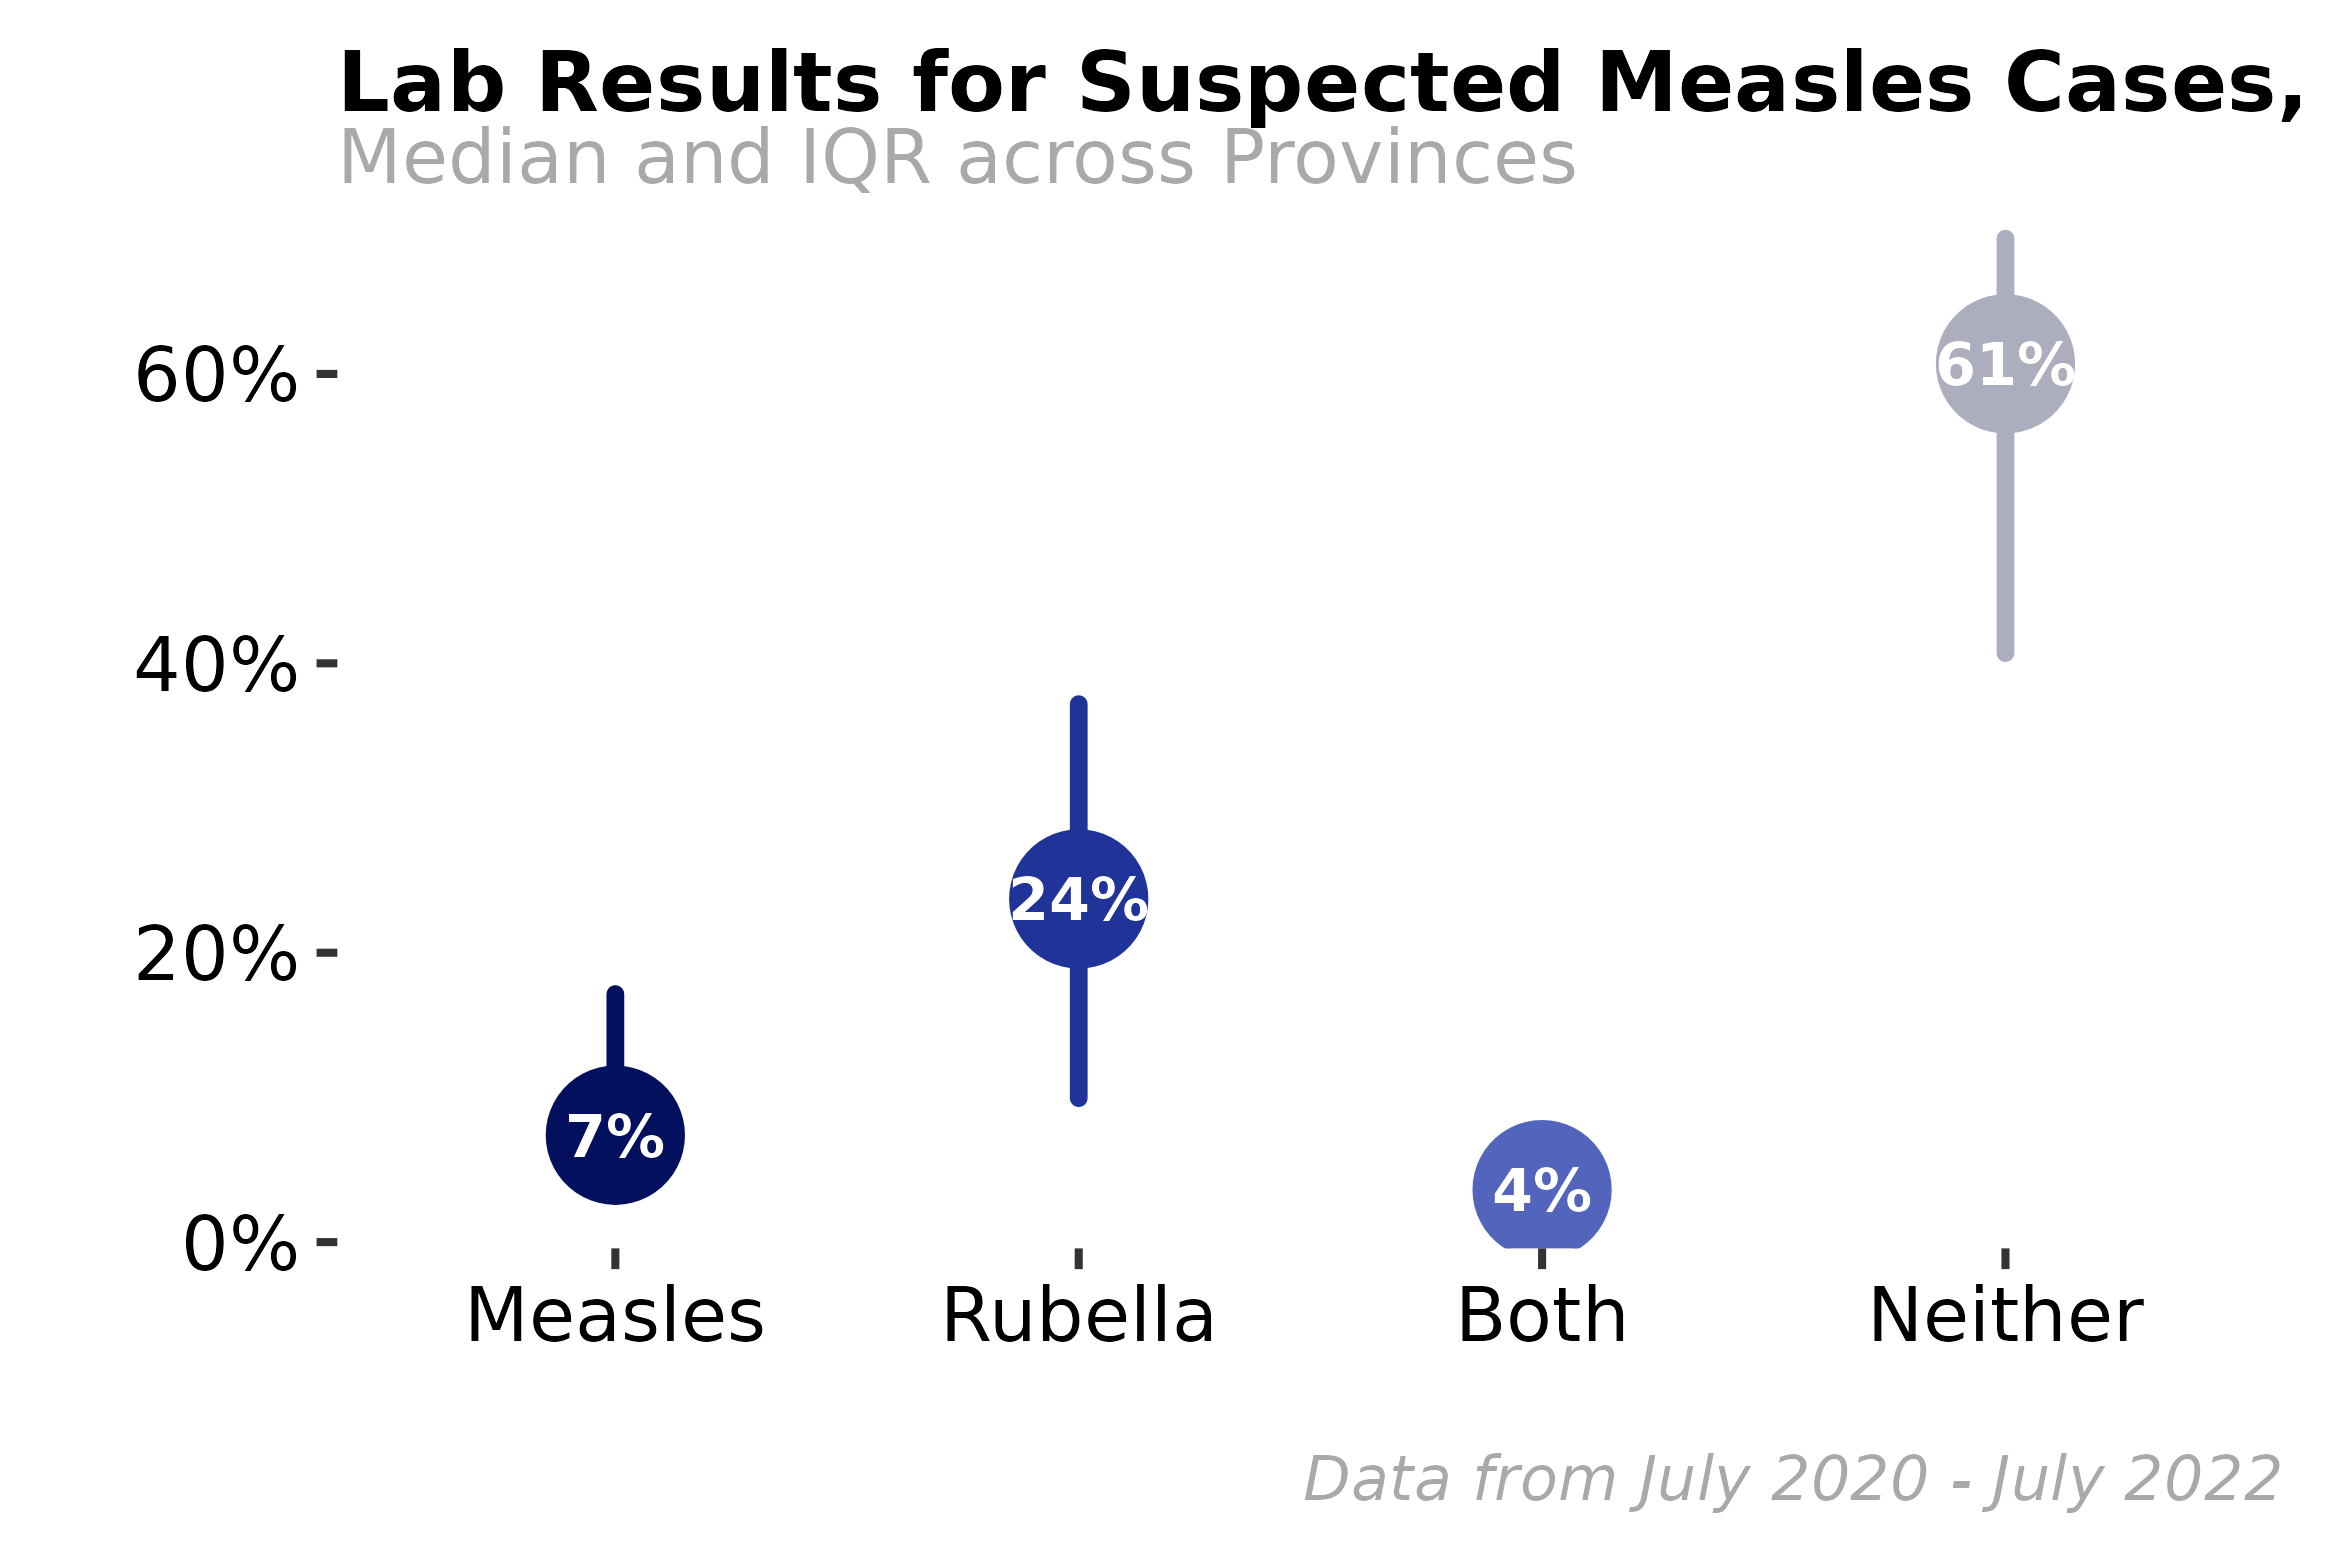 Lab Results for Suspected Measles Cases,
Median and IQR across Provinces
60%
61%
40%
24%
20%
7%
4%
0%
Measles Rubella Both Neither
Data from July 2020 - July 2022